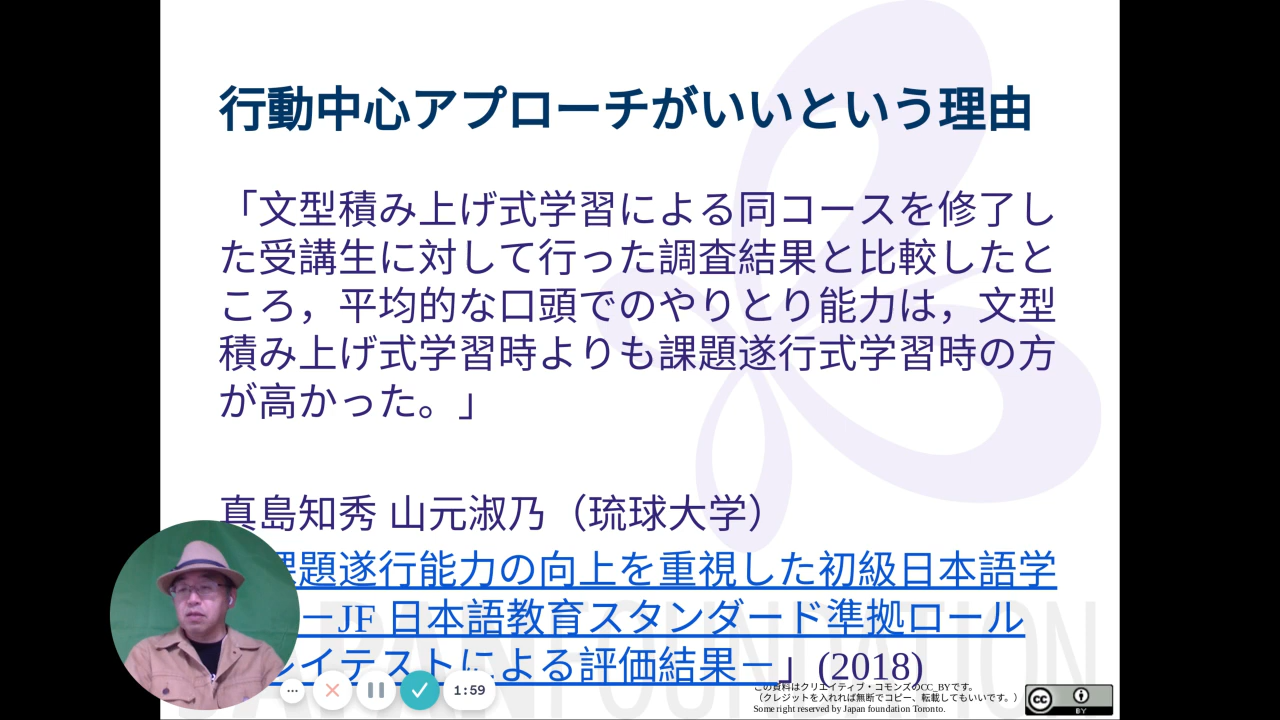 行動中心アプローチがいいという理由
「文型積み上げ式学習による同コースを修了し
た受講生に対して行った調査結果と比較したと
ころ，平均的な口頭でのやりとり能力は，文型
積み上げ式学習時よりも課題遂行式学習時の方
が高かった。」
真島知秀 山元淑乃（琉球大学）
課題遂行能力の向上を重視した初級日本語学
－JF 日本語教育スタンダード準拠ロール
レイテストによる評価結果－」(2018)
1:59
この資料はクリエイティブ・コモンズのCC_BYです。
（クレジットを入れれば無断でコピー、転載してもいいです。）
Some right reserved by Japan foundation Toronto.
cc
BY